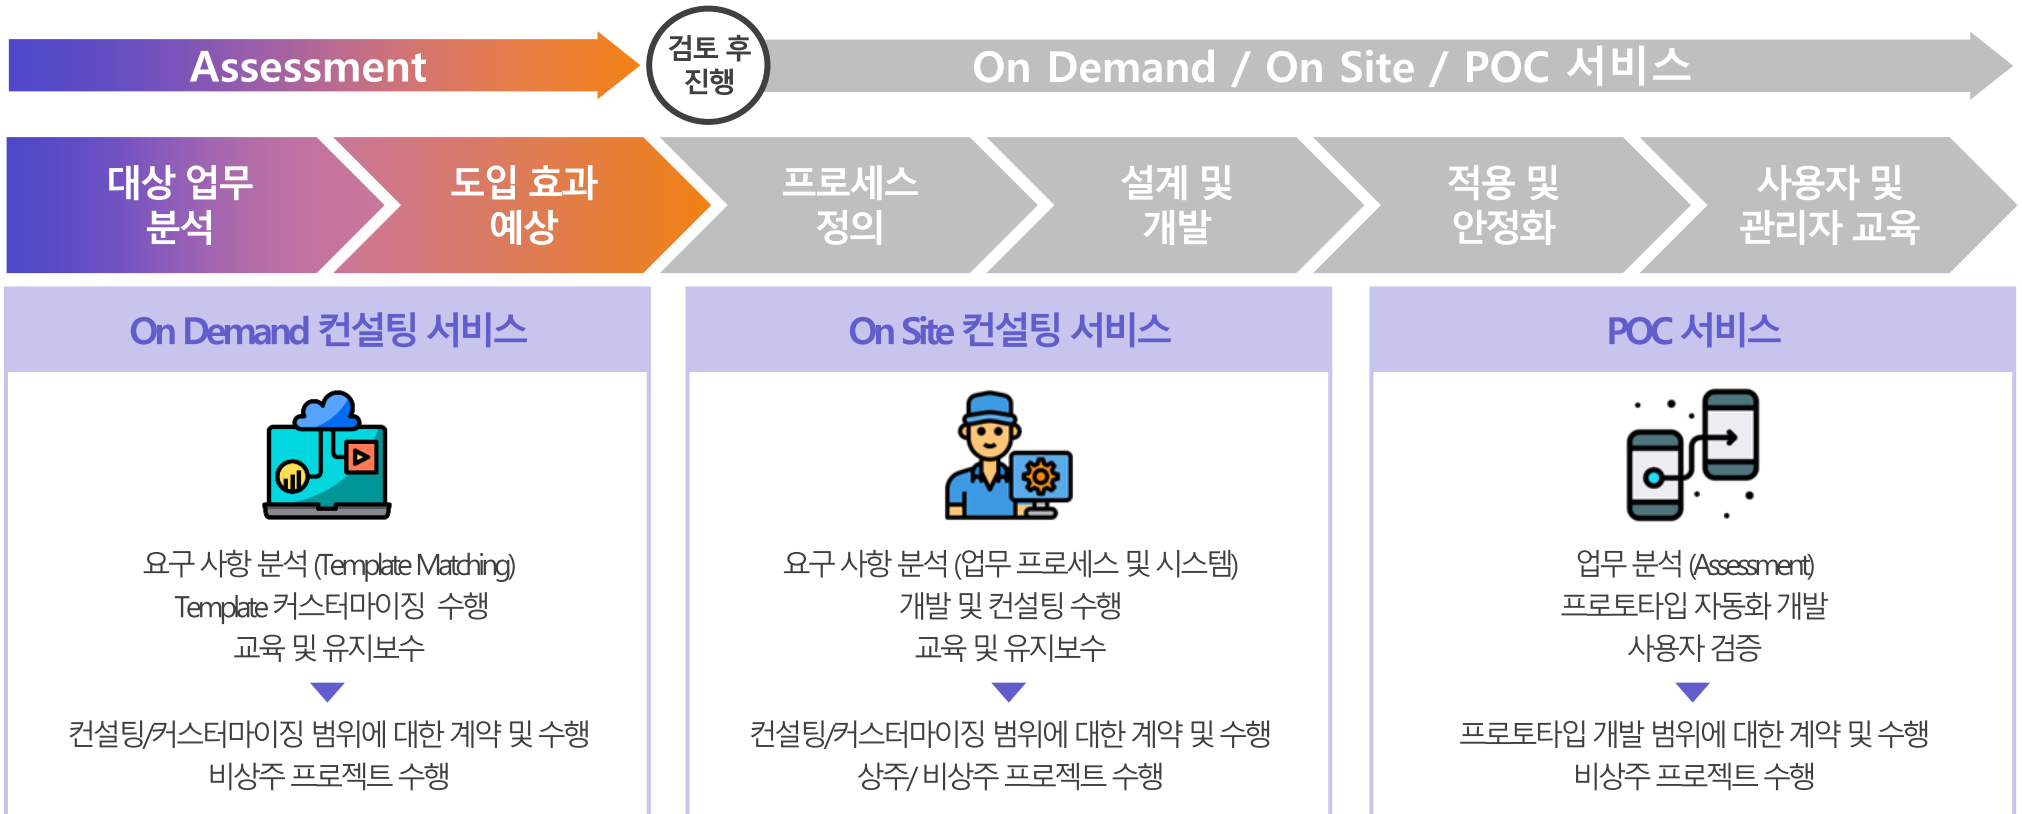 Assessment
검토 후
진행
On Demand / On Site / POC 서비스
대상 업무
분석
도입 효과
예상
프로세스
정의
설계 및
개발
적용 및
안정화
사용자 및
관리자 교육
On Demand 컨설팅 서비스
요구 사항 분석 (Template Matching)
Template 커스터마이징 수행
교육 및 유지보수
컨설팅/커스터마이징 범위에 대한 계약 및 수행
비상주 프로젝트 수행
On Site 컨설팅 서비스
요구 사항 분석 (업무 프로세스 및 시스템)
개발 및 컨설팅 수행
교육 및 유지보수
컨설팅/커스터마이징 범위에 대한 계약 및 수행
상주/ 비상주 프로젝트 수행
POC 서비스
업무 분석 (Assessment)
프로토타입 자동화 개발
사용자 검증
프로토타입 개발 범위에 대한 계약 및 수행
비상주 프로젝트 수행